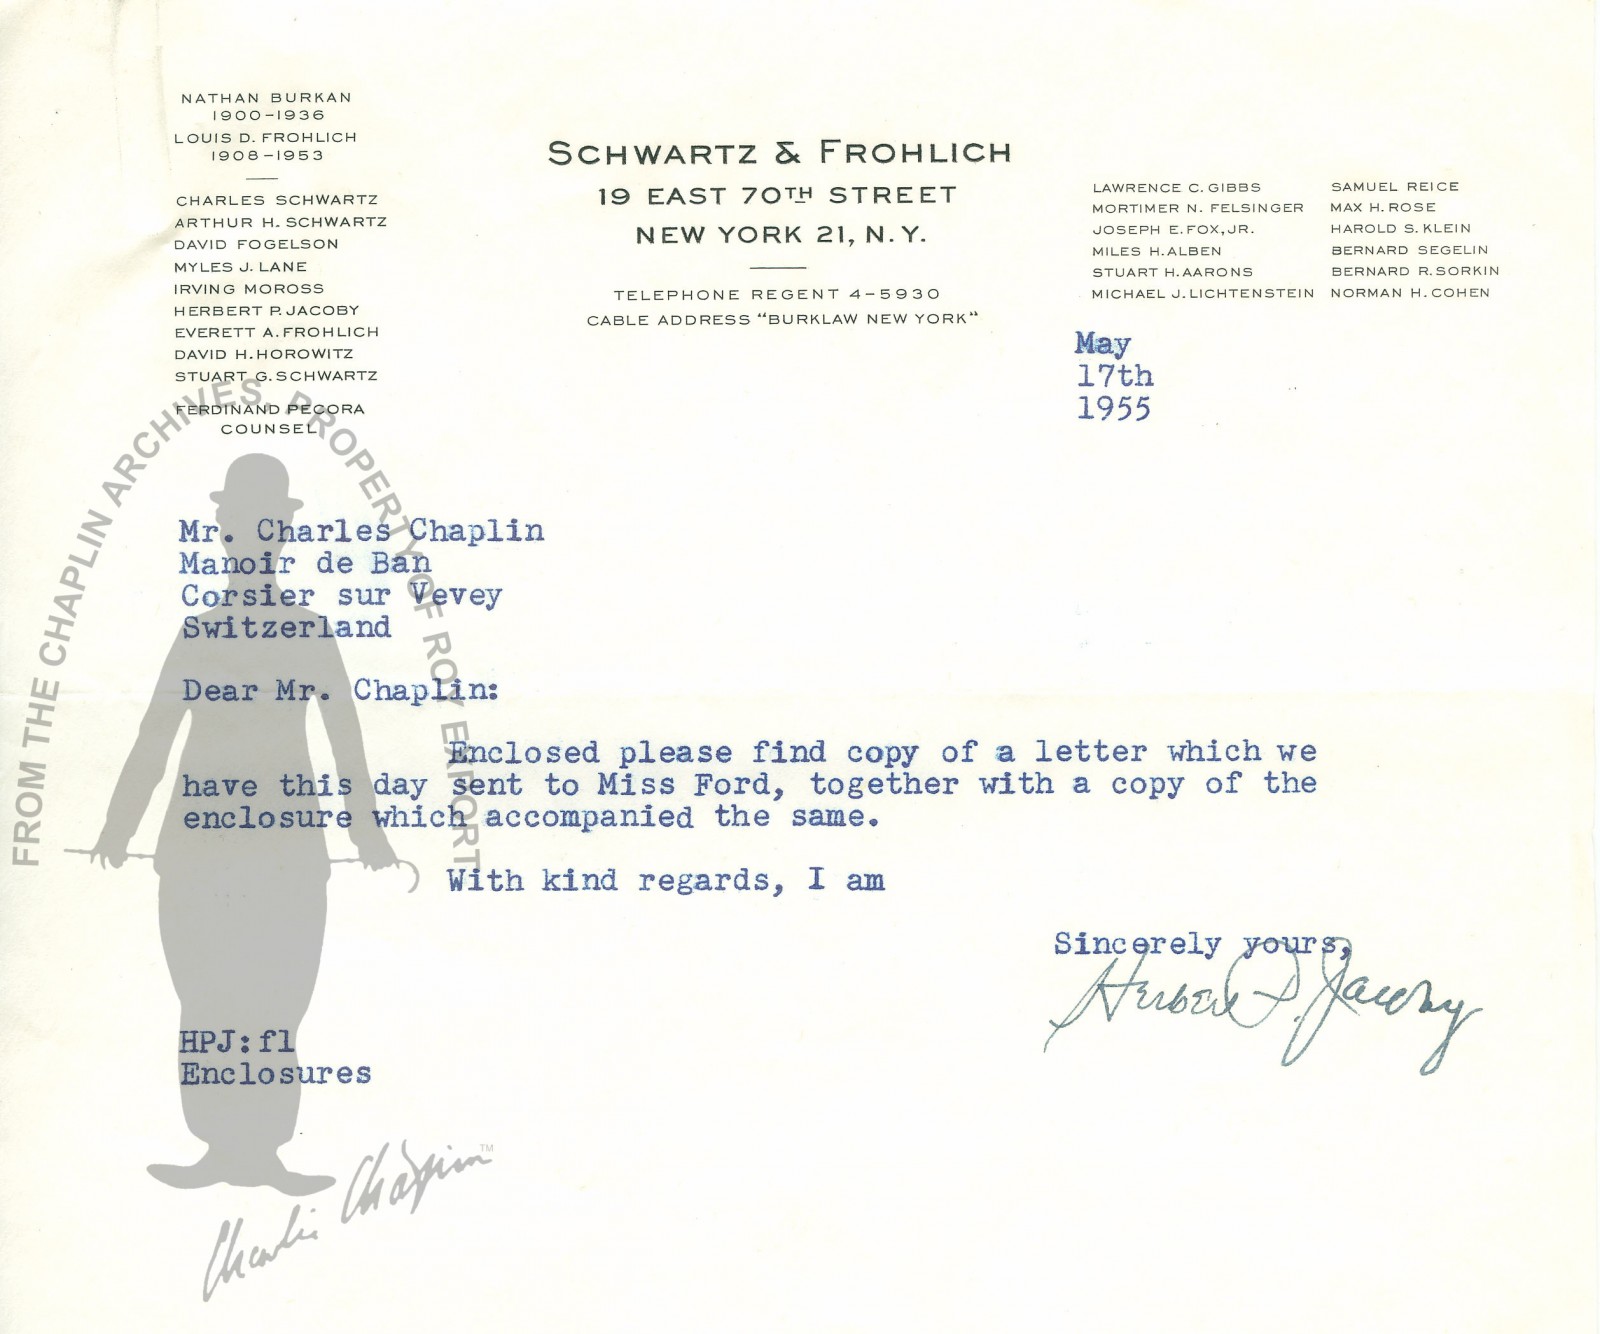 NATHAN BURKAN
1900-1936
LOUIS D. FROHLICH
1908-1953
CHARLES SCHWARTZ
ARTHUR H. SCHWARTZ
DAVID FOGELSON
MYLES J. LANE
IRVING MOROSS
HERBERT P. JACOBY
EVERETT A. FROHLICH
DAVID H. HOROWITZ
STUART G. SCHWARTZ
FERDINAND PECORA
COUNSEL
SCHWARTZ & FROHLICH
19 EAST 70TH STREET
NEW YORK 21, N.Y.
TELEPHONE REGENT 4-5930
CABLE ADDRESS "BURKLAW NEW YORK"
LAWRENCE C. GIBBS
MORTIMER N. FELSINGER
JOSEPH E. FOX, JR.
MILES H. ALBEN
STUART H. AARONS
MICHAEL J. LICHTENSTEIN
SAMUEL REICE
MAX H. ROSE
HAROLD S. KLEIN
BERNARD SEGELIN
BERNARD R. SORKIN
NORMAN H. COHEN
May
17th
1955
Mr. Charles Chaplin
Manoir de Ban
Corsier sur Vevey
Switzerland
Dear Mr. Chaplin:
Enclosed please find copy of a letter which we
have this day sent to Miss Ford, together with a copy of the
enclosure which accompanied the same.
With kind regards, I am
Sincerely yours,
Herbert P. Jacoby
HPJ:fl
Enclosures
FROM THE CHAPLIN ARCHIVES, PROPERTY OF ROY EXPORT
Charlie Chaplin™